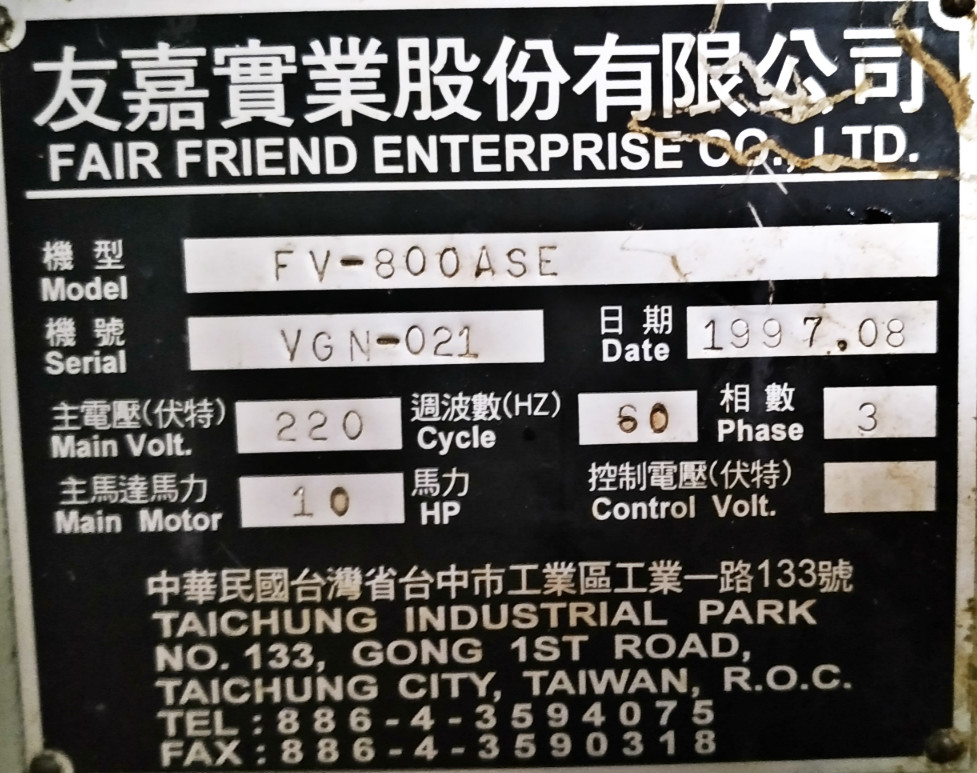 友嘉實業股份有限公司
FAIR FRIEND ENTERPRISE CO., LTD.
機型 Model FV-800ASE
機號 Serial VGN-021 日期 Date 1997.08
主電壓(伏特) Main Volt. 220 週波數(HZ) Cycle 60 相數 Phase 3
主馬達馬力 Main Motor 10 馬力 HP 控制電壓(伏特) Control Volt.
中華民國台灣省台中市工業區工業一路133號
TAICHUNG INDUSTRIAL PARK
NO. 133, GONG 1ST ROAD,
TAICHUNG CITY, TAIWAN, R.O.C.
TEL : 886-4-3594075
FAX : 886-4-3590318